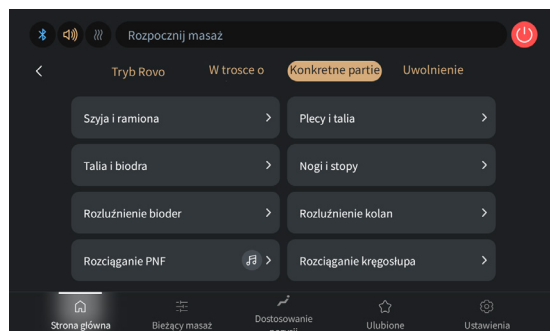 Rozpocznij masaż
Tryb Rovo W trosce o Konkretne partie Uwolnienie
Szyja i ramiona Plecy i talia
Talia i biodra Nogi i stopy
Rozluźnienie bioder Rozluźnienie kolan
Rozciąganie PNF Rozciąganie kręgosłupa
Strona główna Bieżący masaż Dostosowanie Ulubione Ustawienia